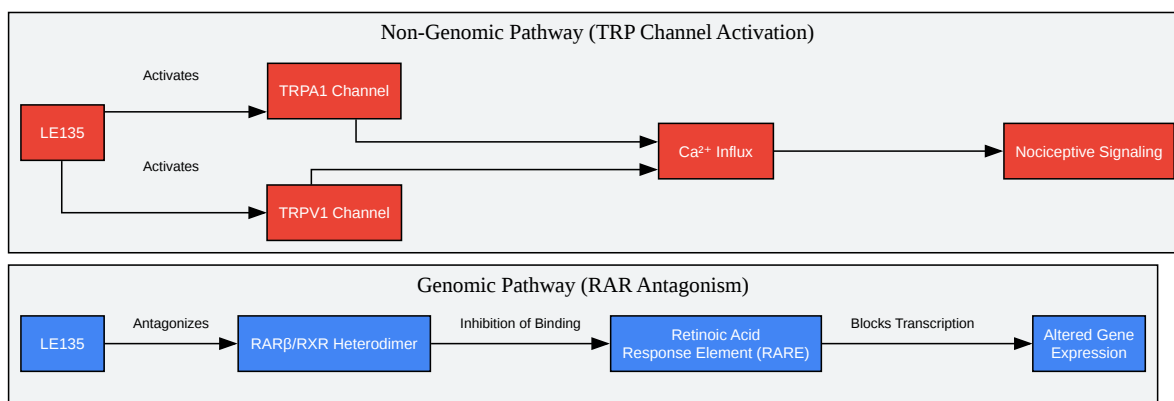 Non-Genomic Pathway (TRP Channel Activation)
Activates
TRPA1 Channel
LE135
Activates
TRPV1 Channel
Ca²⁺ Influx
Nociceptive Signaling
Genomic Pathway (RAR Antagonism)
LE135
Antagonizes
RARβ/RXR Heterodimer
Inhibition of Binding
Retinoic Acid
Response Element (RARE)
Blocks Transcription
Altered Gene
Expression